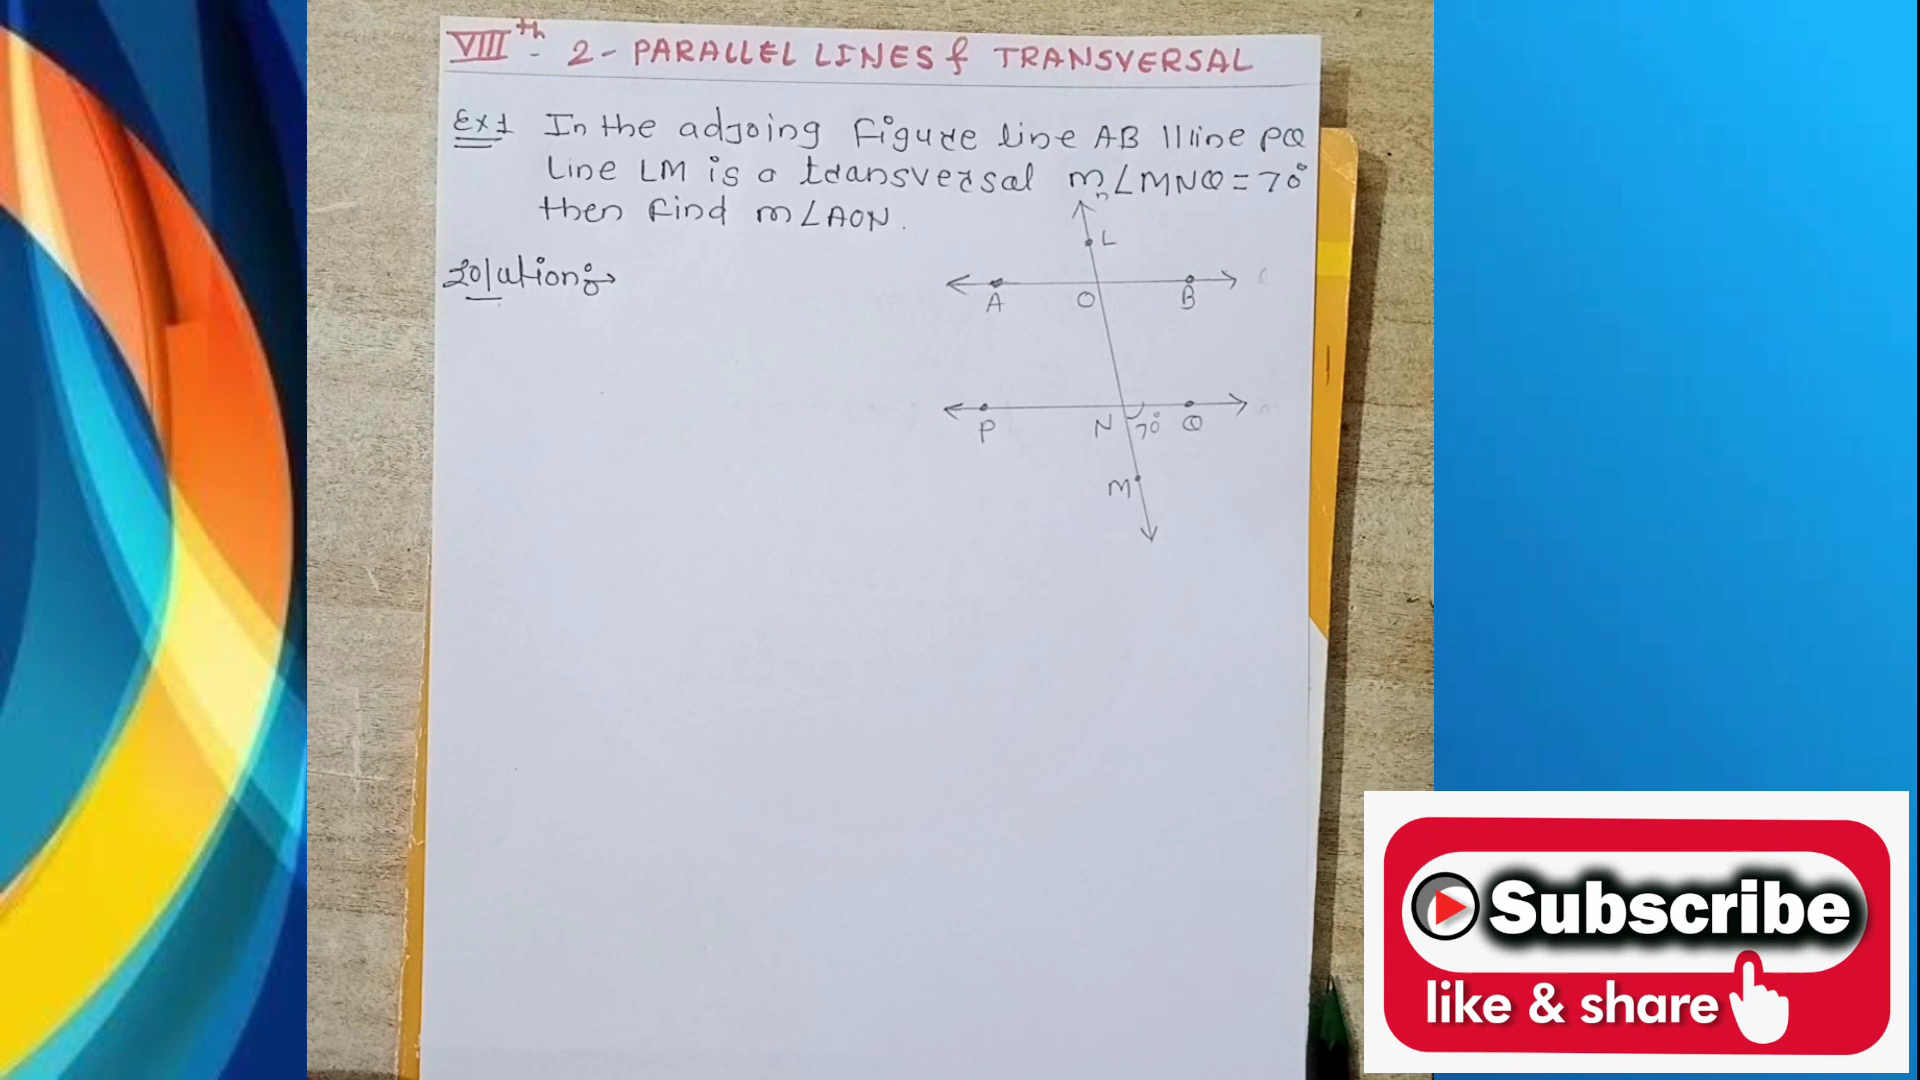 VIIIth - 2 - PARALLEL LINES & TRANSVERSAL
Ex 1 In the adjoing figure line AB || line PQ
Line LM is a transversal m∠MNQ = 70°
then find m∠AON.
Solution :→
L
A O B
P N 70° Q
M
Subscribe
like & share